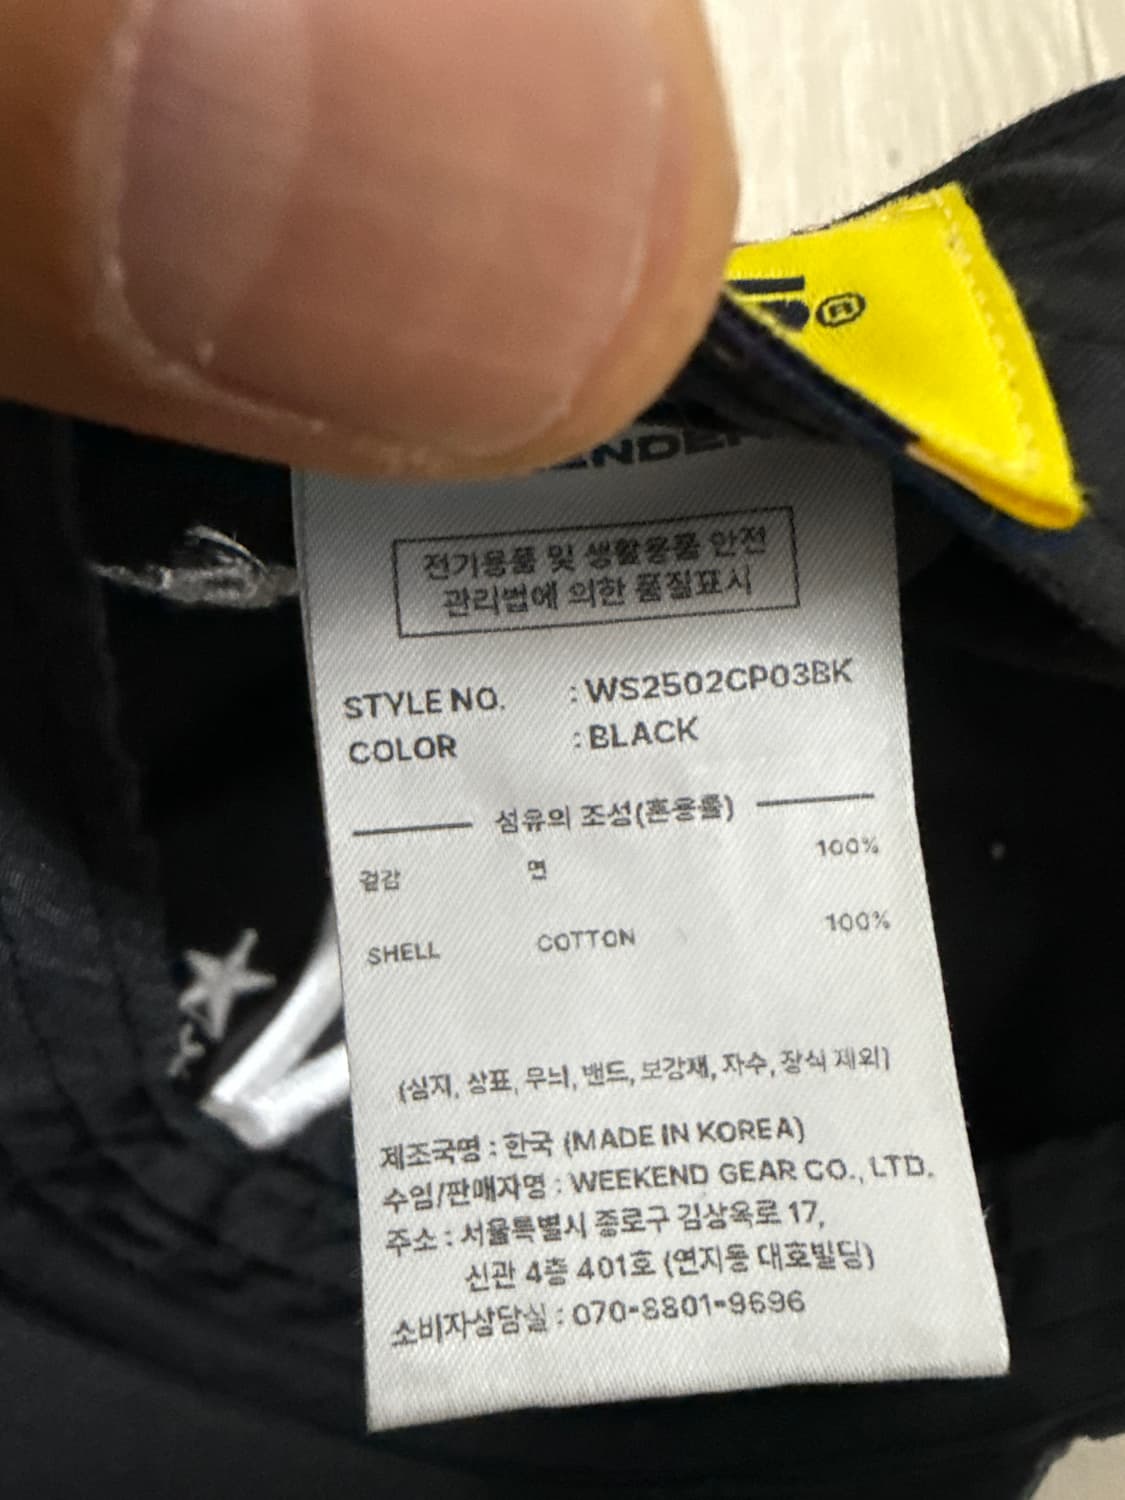 ®
전기용품 및 생활용품 안전
관리법에 의한 품질표시
STYLE NO. : WS2502CP03BK
COLOR : BLACK
섬유의 조성(혼용률)
겉감 면 100%
SHELL COTTON 100%
(심지, 상표, 무늬, 밴드, 보강재, 자수, 장식 제외)
제조국명 : 한국 (MADE IN KOREA)
수입/판매자명 : WEEKEND GEAR CO., LTD.
주소 : 서울특별시 종로구 김상옥로 17,
신관 4층 401호 (연지동 대호빌딩)
소비자상담실 : 070-8801-9696